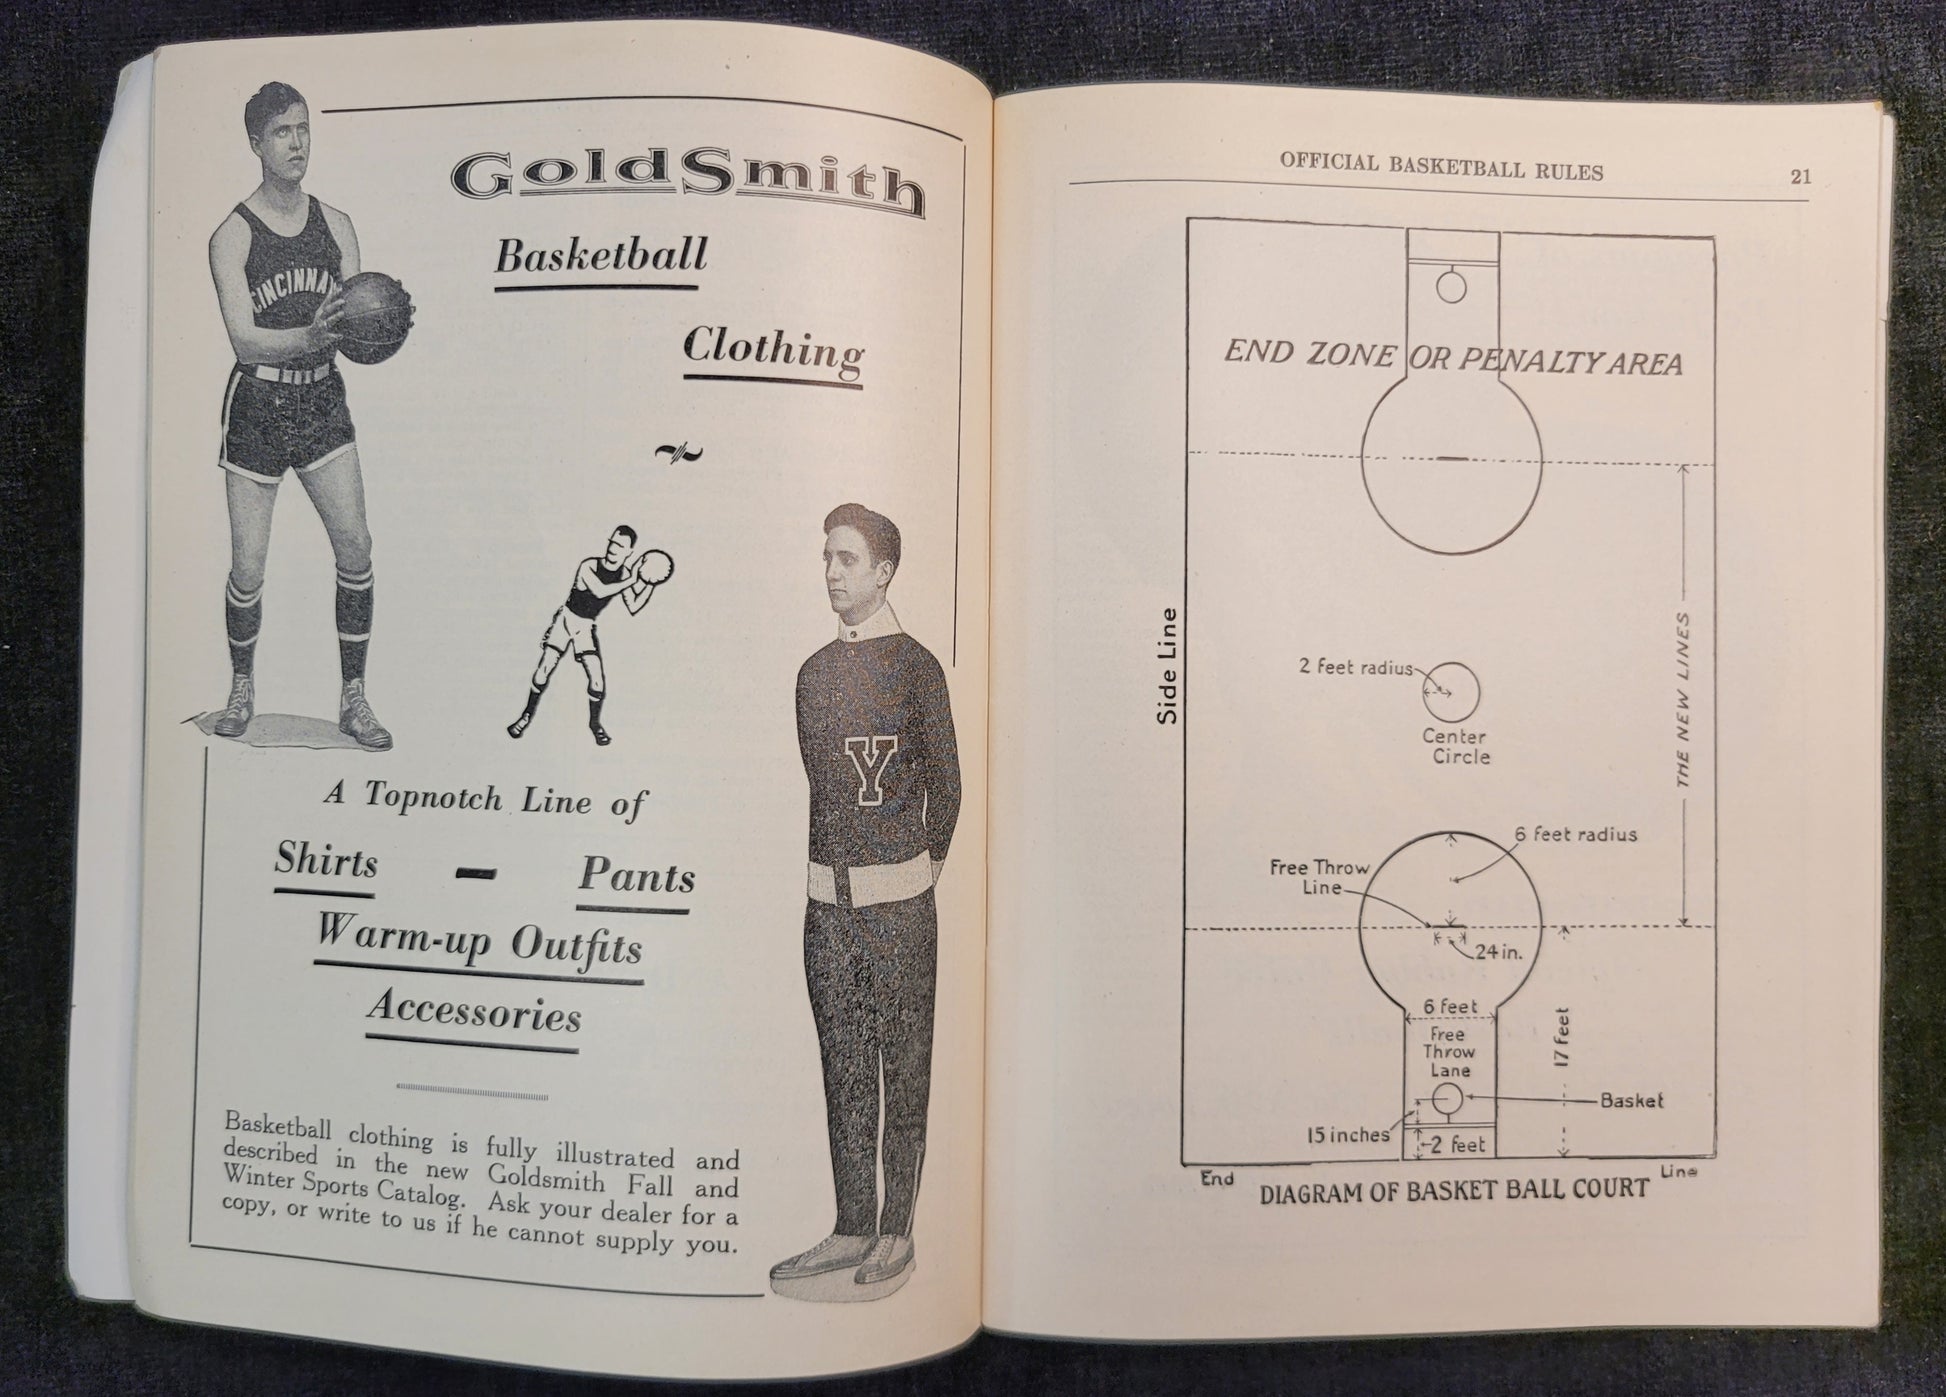 GoldSmith
Basketball
Clothing
CINCINNA
Y
A Topnotch Line of
Shirts - Pants
Warm-up Outfits
Accessories
Basketball clothing is fully illustrated and
described in the new Goldsmith Fall and
Winter Sports Catalog. Ask your dealer for a
copy, or write to us if he cannot supply you.
OFFICIAL BASKETBALL RULES 21
END ZONE OR PENALTY AREA
Side Line
2 feet radius
Center
Circle
THE NEW LINES
6 feet radius
Free Throw
Line
24 in.
6 feet
Free
Throw
Lane
17 feet
Basket
15 inches
2 feet
End Line
DIAGRAM OF BASKET BALL COURT